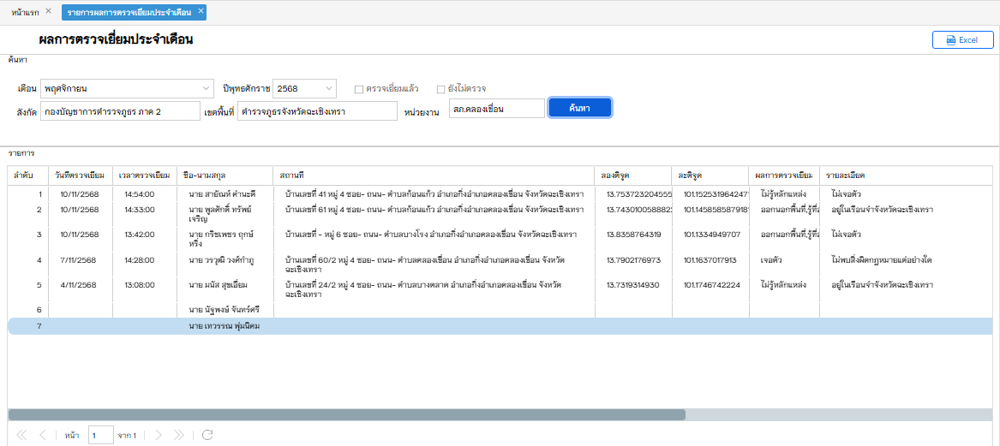 หน้าแรก × รายการผลการตรวจเยี่ยมประจำเดือน ×
ผลการตรวจเยี่ยมประจำเดือน Excel
ค้นหา
เดือน พฤศจิกายน ปีพุทธศักราช 2568 ตรวจเยี่ยมแล้ว ยังไม่ตรวจ
สังกัด กองบัญชาการตำรวจภูธร ภาค 2 เขตพื้นที่ ตำรวจภูธรจังหวัดฉะเชิงเทรา หน่วยงาน สภ.คลองเขื่อน ค้นหา
รายการ
ลำดับ วันที่ตรวจเยี่ยม เวลาตรวจเยี่ยม ชื่อ-นามสกุล สถานที่ ลองติจูด ละติจูด ผลการตรวจเยี่ยม รายละเอียด
1 10/11/2568 14:54:00 นาย สายัณห์ คำนะดี บ้านเลขที่ 41 หมู่ 4 ซอย- ถนน- ตำบลก้อนแก้ว อำเภอกิ่งอำเภอคลองเขื่อน จังหวัดฉะเชิงเทรา 13.753723204555 101.152531964247 ไม่รู้หลักแหล่ง ไม่เจอตัว
2 10/11/2568 14:33:00 นาย พูลศักดิ์ ทรัพย์ บ้านเลขที่ 61 หมู่ 4 ซอย- ถนน- ตำบลก้อนแก้ว อำเภอกิ่งอำเภอคลองเขื่อน จังหวัดฉะเชิงเทรา 13.743010058882 101.145858587918 ออกนอกพื้นที่,รู้ที่อ อยู่ในเรือนจำจังหวัดฉะเชิงเทรา
เจริญ
3 10/11/2568 13:42:00 นาย กริชเพชร ฤกษ์ บ้านเลขที่ - หมู่ 6 ซอย- ถนน- ตำบลบางโรง อำเภอกิ่งอำเภอคลองเขื่อน จังหวัดฉะเชิงเทรา 13.8358764319 101.1334949707 ออกนอกพื้นที่,รู้ที่อ ไม่เจอตัว
หริ่ง
4 7/11/2568 14:28:00 นาย วรวุฒิ วงศ์กำภู บ้านเลขที่ 60/2 หมู่ 4 ซอย- ถนน- ตำบลคลองเขื่อน อำเภอกิ่งอำเภอคลองเขื่อน จังหวัด 13.7902176973 101.1637017913 เจอตัว ไม่พบสิ่งผิดกฎหมายแต่อย่างใด
ฉะเชิงเทรา
5 4/11/2568 13:08:00 นาย มนัส สุขเอี่ยม บ้านเลขที่ 24/2 หมู่ 4 ซอย- ถนน- ตำบลบางตลาด อำเภอกิ่งอำเภอคลองเขื่อน จังหวัด 13.7319314930 101.1746742224 ไม่รู้หลักแหล่ง อยู่ในเรือนจำจังหวัดฉะเชิงเทรา
ฉะเชิงเทรา
6 นาย นัฐพงษ์ จันทร์ศรี
7 นาย เทวรรณ พุ่มนิคม
หน้า 1 จาก 1